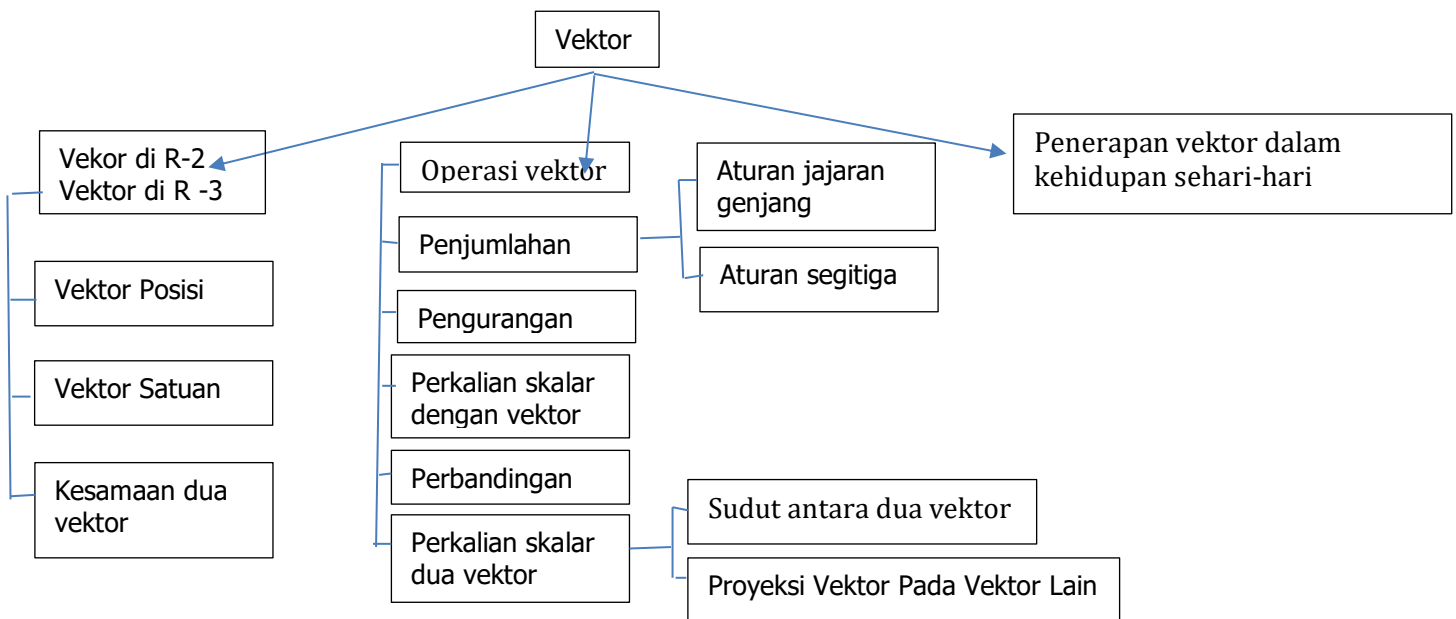 Vektor
Vekor di R-2
Vektor di R -3
Vektor Posisi
Vektor Satuan
Kesamaan dua
vektor
Operasi vektor
Penjumlahan
Aturan jajaran
genjang
Aturan segitiga
Pengurangan
Perkalian skalar
dengan vektor
Perbandingan
Perkalian skalar
dua vektor
Sudut antara dua vektor
Proyeksi Vektor Pada Vektor Lain
Penerapan vektor dalam
kehidupan sehari-hari